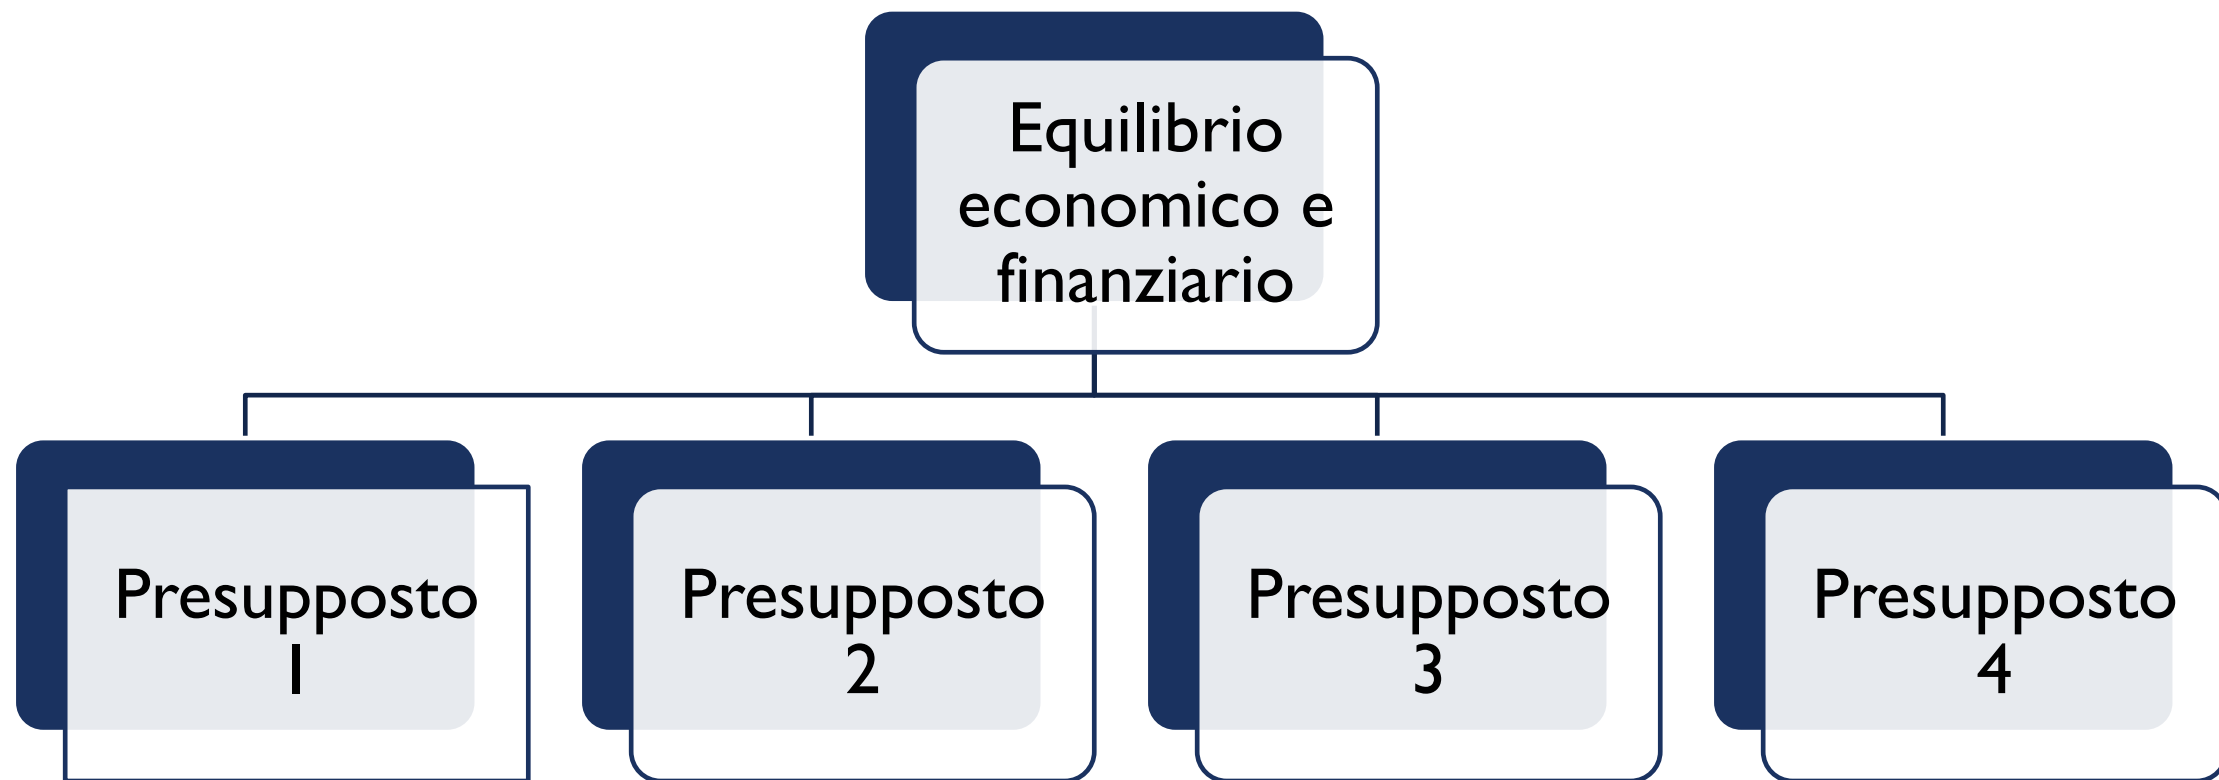 Equilibrio
economico e
finanziario
Presupposto
1
Presupposto
2
Presupposto
3
Presupposto
4